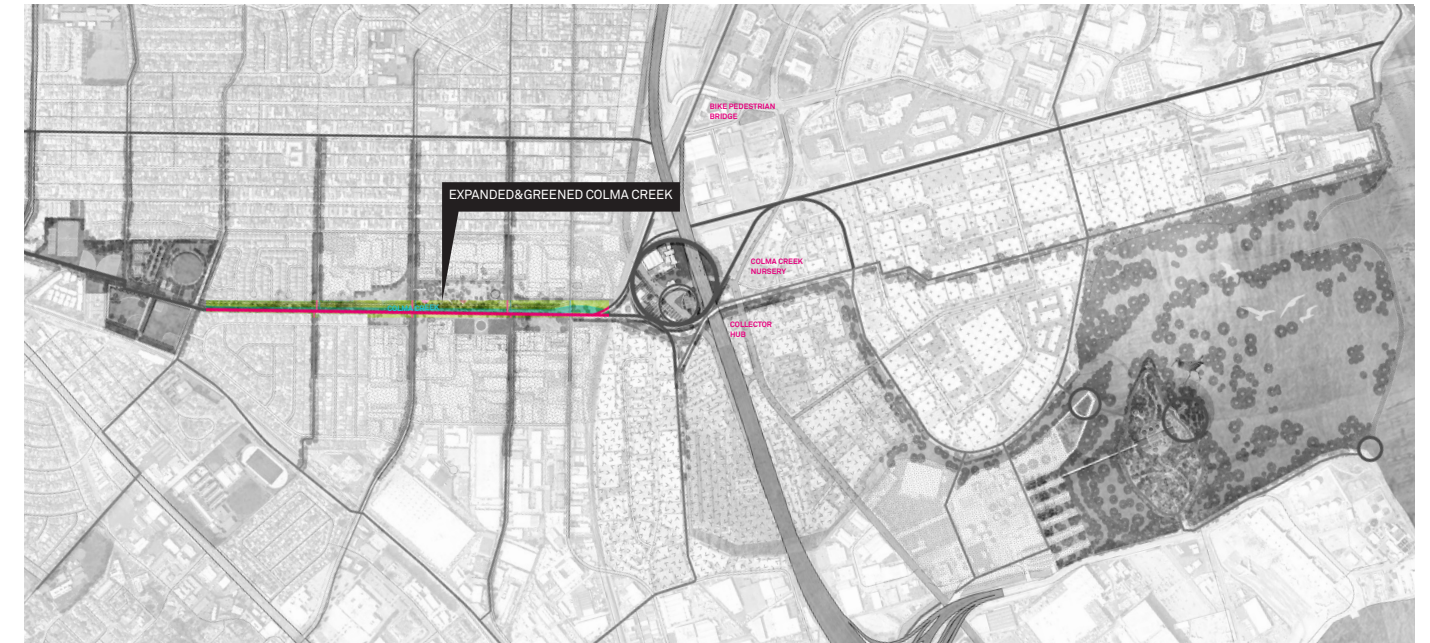 BIKE PEDESTRIAN
BRIDGE
EXPANDED&GREENED COLMA CREEK
COLMA CREEK
NURSERY
COLLECTOR
HUB